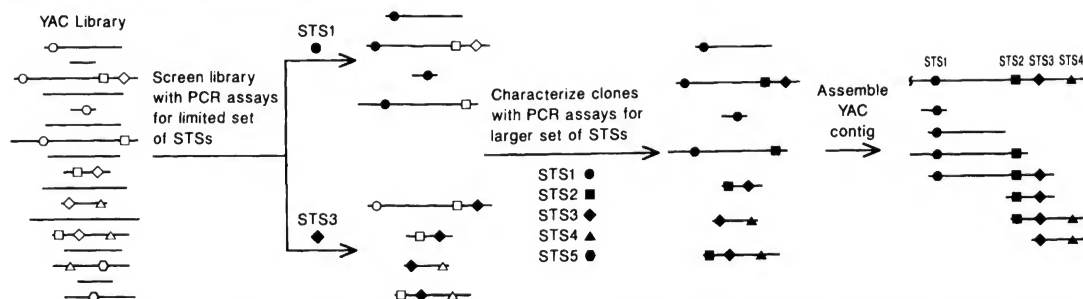 YAC Library
Screen library
with PCR assays
for limited set
of STSs
STS1
STS3
Characterize clones
with PCR assays for
larger set of STSs
STS1
STS2
STS3
STS4
STS5
Assemble
YAC
contig
STS1 STS2 STS3 STS4